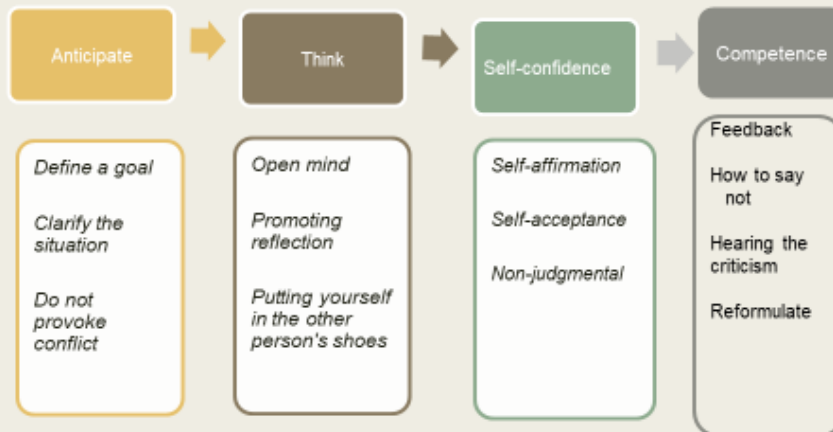 Anticipate
Think
Self-confidence
Competence
Define a goal
Clarify the
situation
Do not
provoke
conflict
Open mind
Promoting
reflection
Putting yourself
in the other
person's shoes
Self-affirmation
Self-acceptance
Non-judgmental
Feedback
How to say
not
Hearing the
criticism
Reformulate